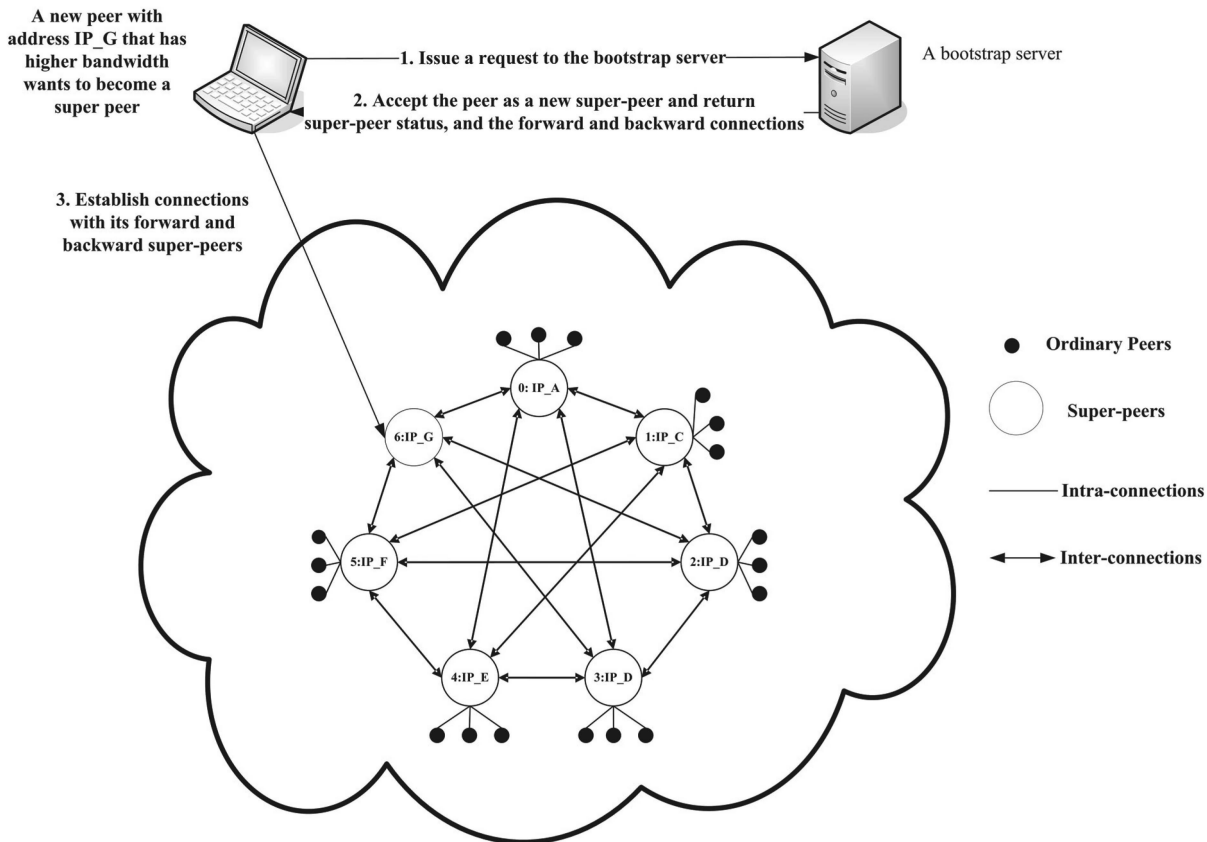 A new peer with
address IP_G that has
higher bandwidth
wants to become a
super peer
1. Issue a request to the bootstrap server
A bootstrap server
2. Accept the peer as a new super-peer and return
super-peer status, and the forward and backward connections
3. Establish connections
with its forward and
backward super-peers
0: IP_A
6:IP_G
1:IP_C
5:IP_F
2:IP_D
4:IP_E
3:IP_D
Ordinary Peers
Super-peers
Intra-connections
Inter-connections